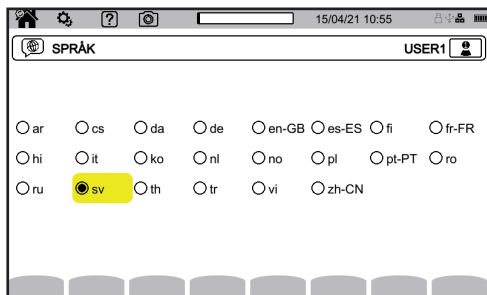 ? 15/04/21 10:55
SPRÅK USER1
ar cs da de en-GB es-ES fi fr-FR
hi it ko nl no pl pt-PT ro
ru sv th tr vi zh-CN